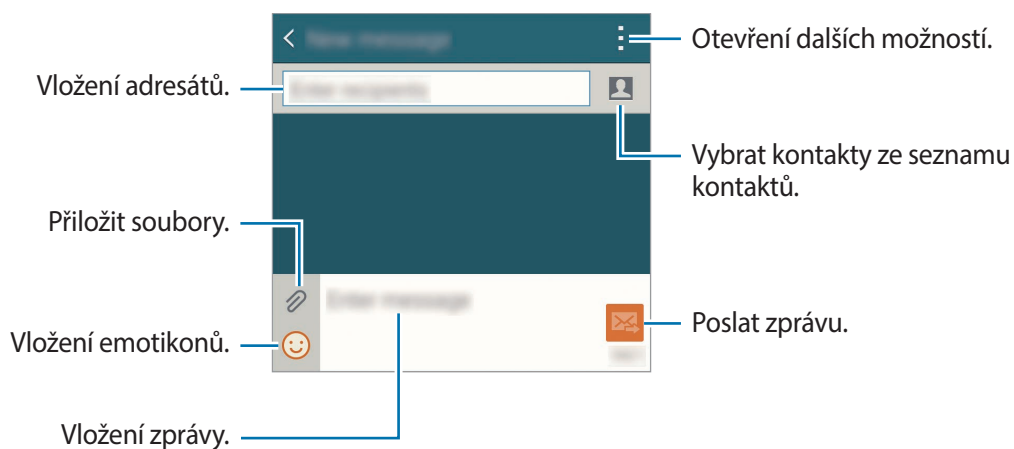 Otevření dalších možností.
Vložení adresátů.
Vybrat kontakty ze seznamu
kontaktů.
Přiložit soubory.
Poslat zprávu.
Vložení emotikonů.
Vložení zprávy.